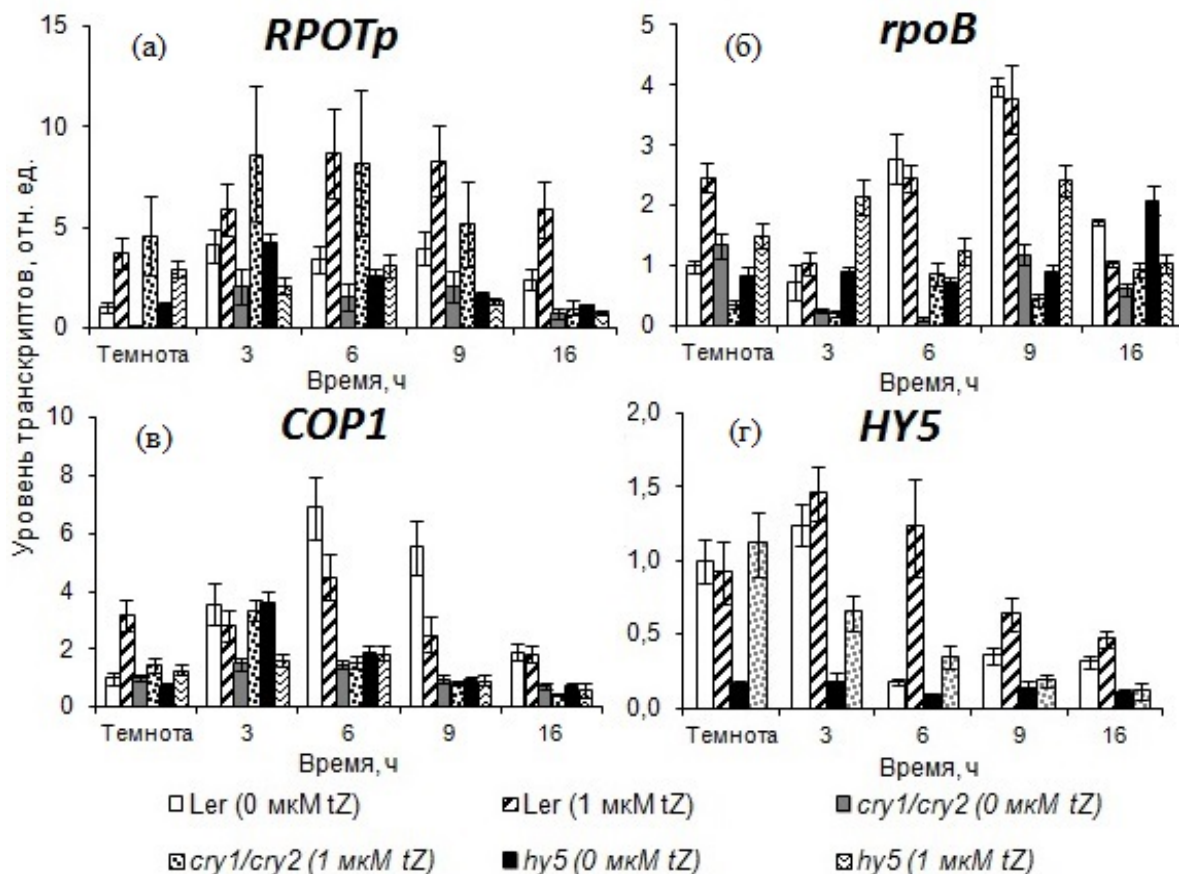 Уровень транскриптов, отн. ед.
(а)
RPOTp
15
10
5
0
Темнота 3 6 9 16
Время, ч
(б)
rpoB
5
4
3
2
1
0
Темнота 3 6 9 16
Время, ч
(в)
COP1
10
8
6
4
2
0
Темнота 3 6 9 16
Время, ч
(г)
HY5
2,0
1,5
1,0
0,5
0,0
Темнота 3 6 9 16
Время, ч
Ler (0 мкМ tZ) Ler (1 мкМ tZ) cry1/cry2 (0 мкМ tZ)
cry1/cry2 (1 мкМ tZ) hy5 (0 мкМ tZ) hy5 (1 мкМ tZ)